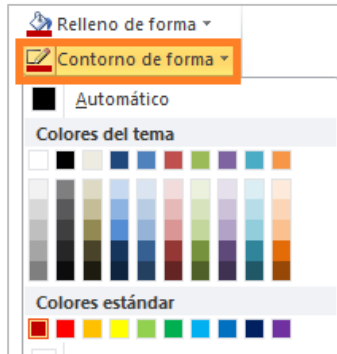 Relleno de forma
Contorno de forma
Automático
Colores del tema
Colores estándar